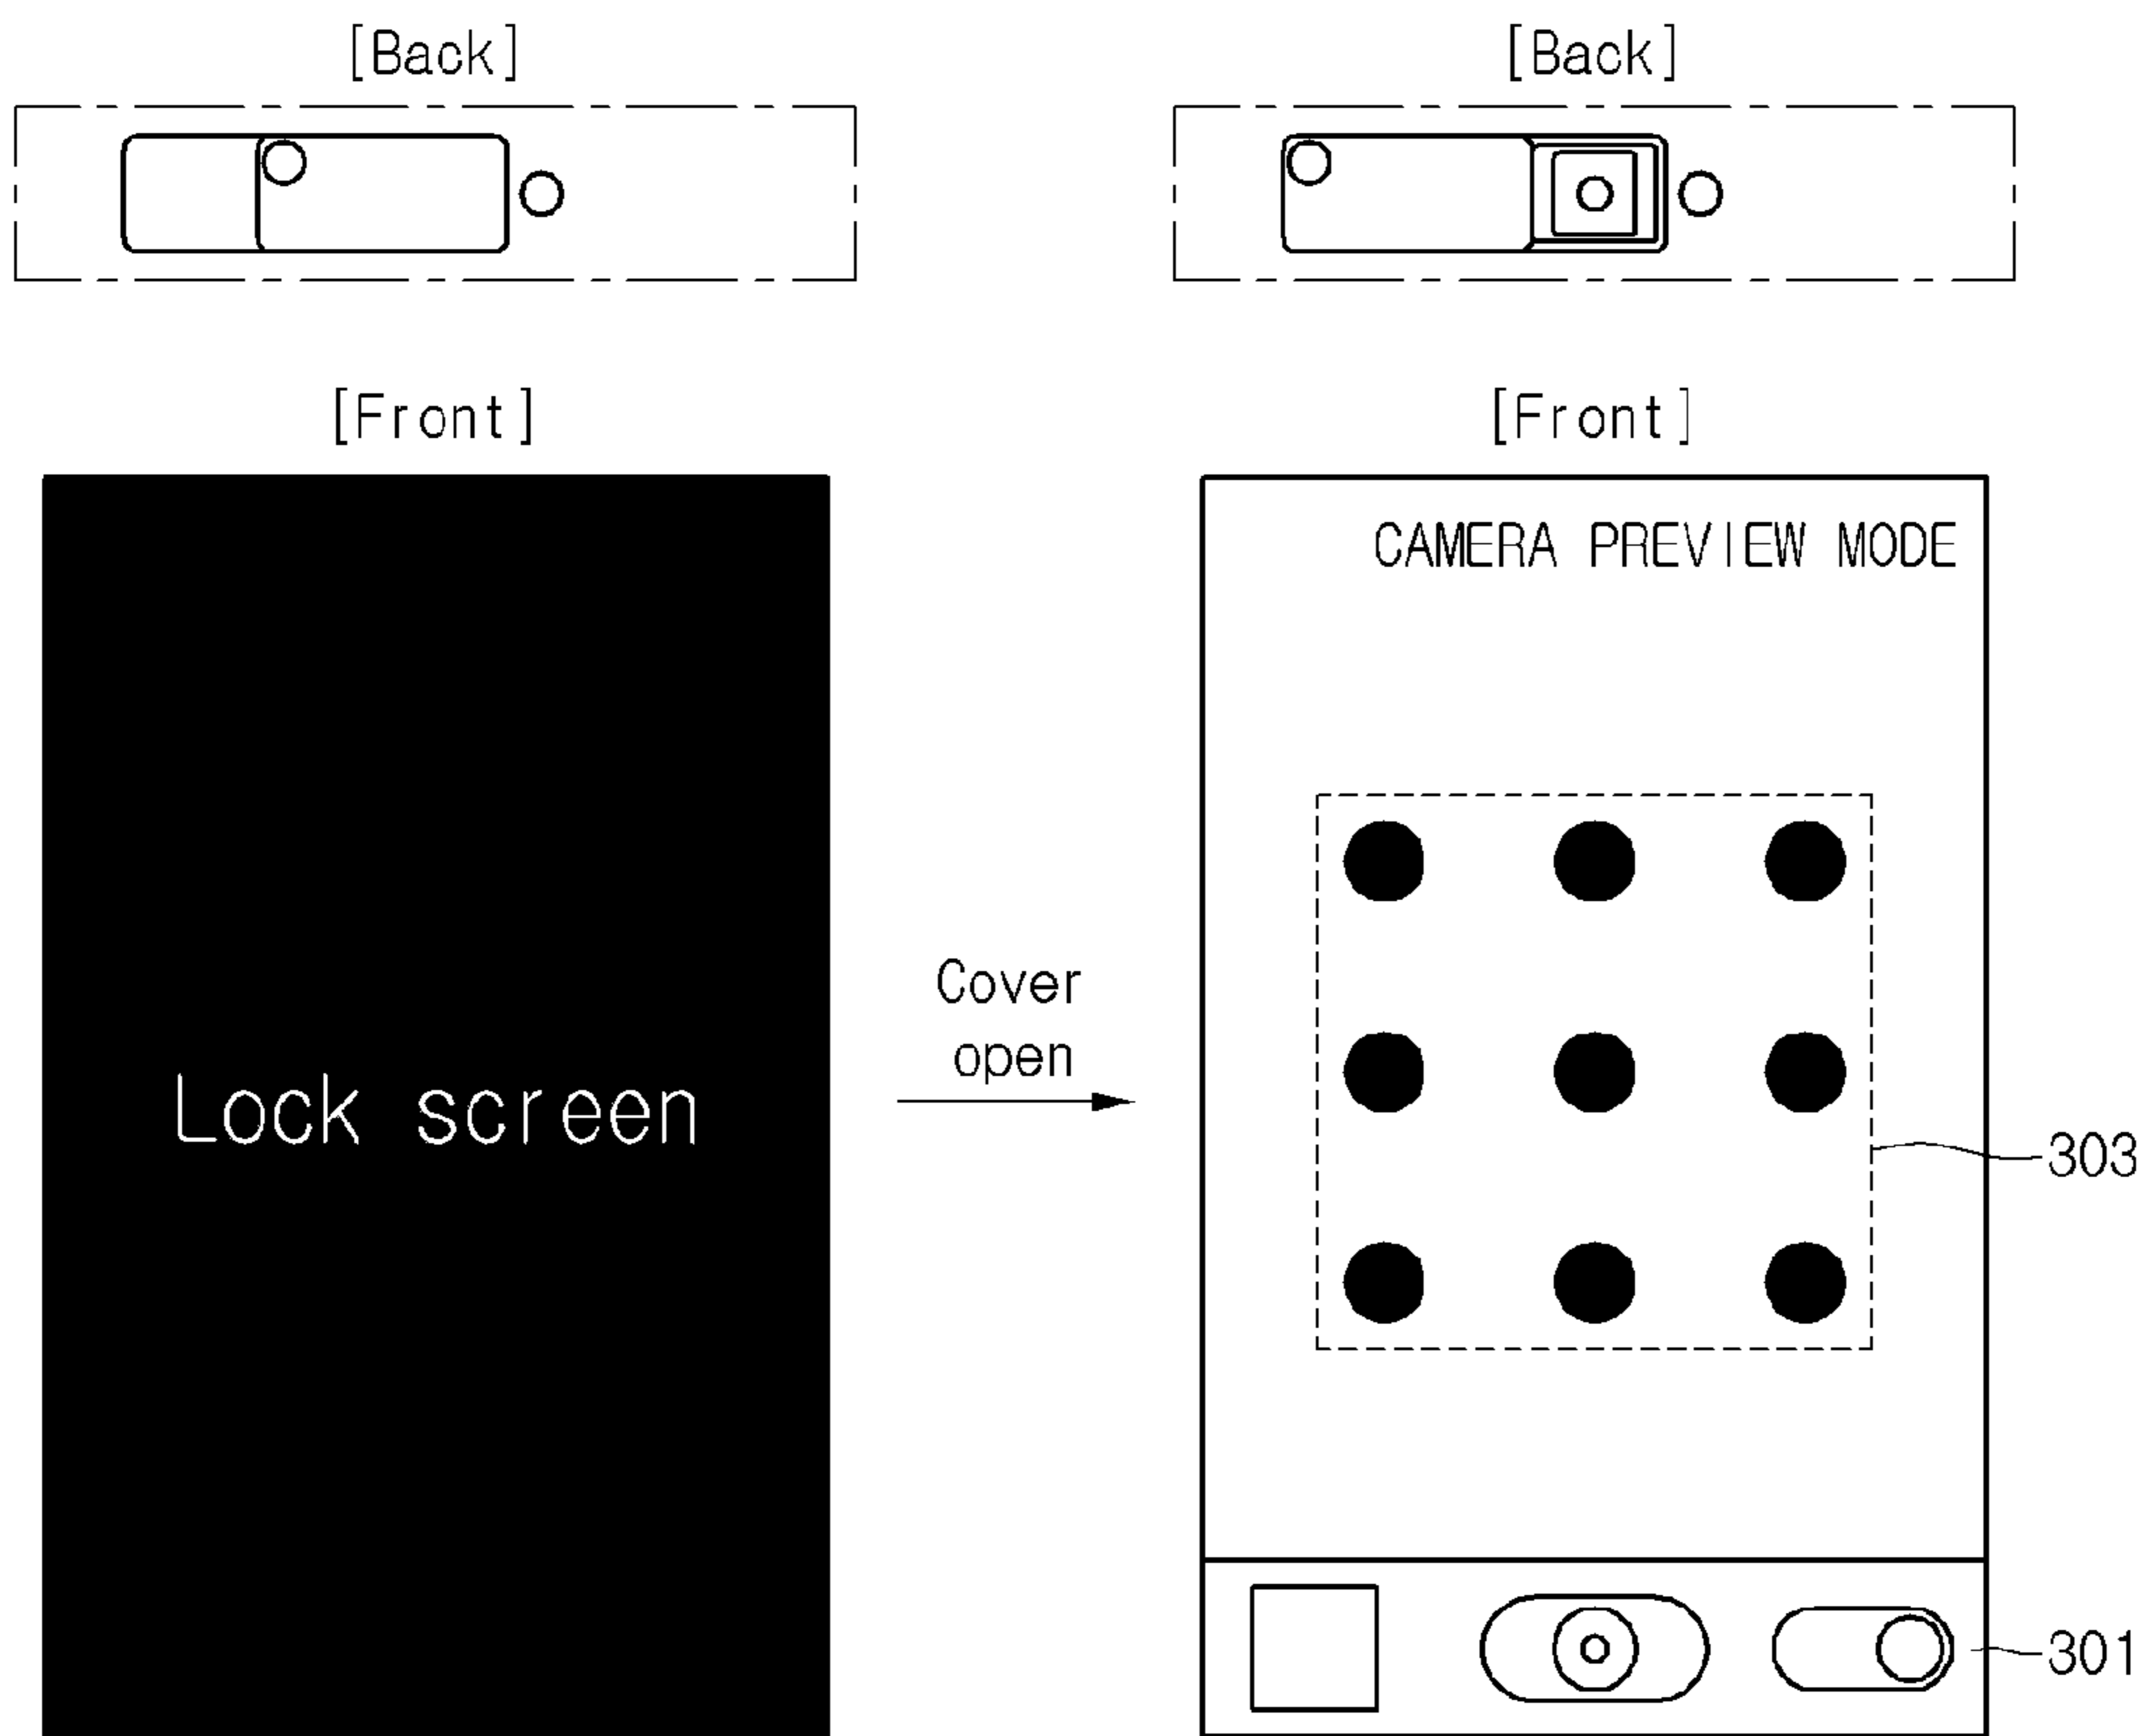 [Back]
[Back]
[Front]
[Front]
CAMERA PREVIEW MODE
Lock screen
Cover
open
303
301